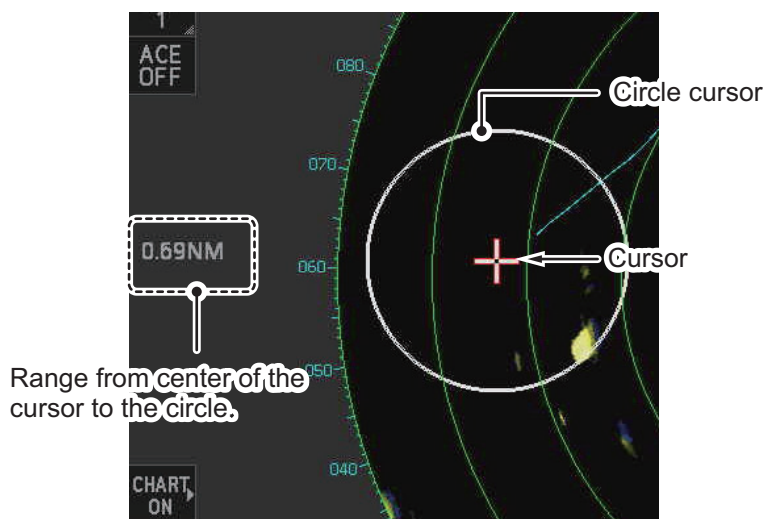 1
ACE
OFF
080
Circle cursor
070
0.69NM
060
Cursor
Range from center of the
cursor to the circle.
050
040
CHART
ON